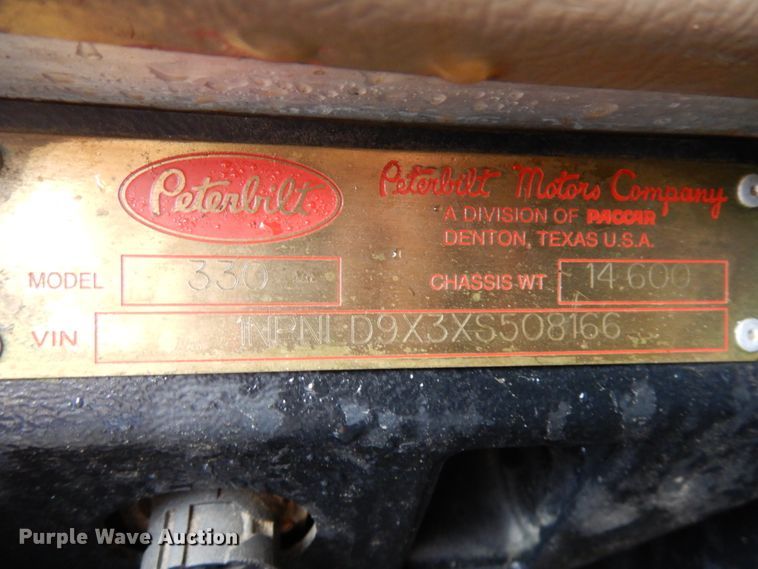 Peterbilt
Peterbilt Motors Company
A DIVISION OF PACCAR
DENTON, TEXAS U.S.A.
MODEL 330
CHASSIS WT 14.600
VIN 1NPNLD9X3XS508166
Purple Wave Auction